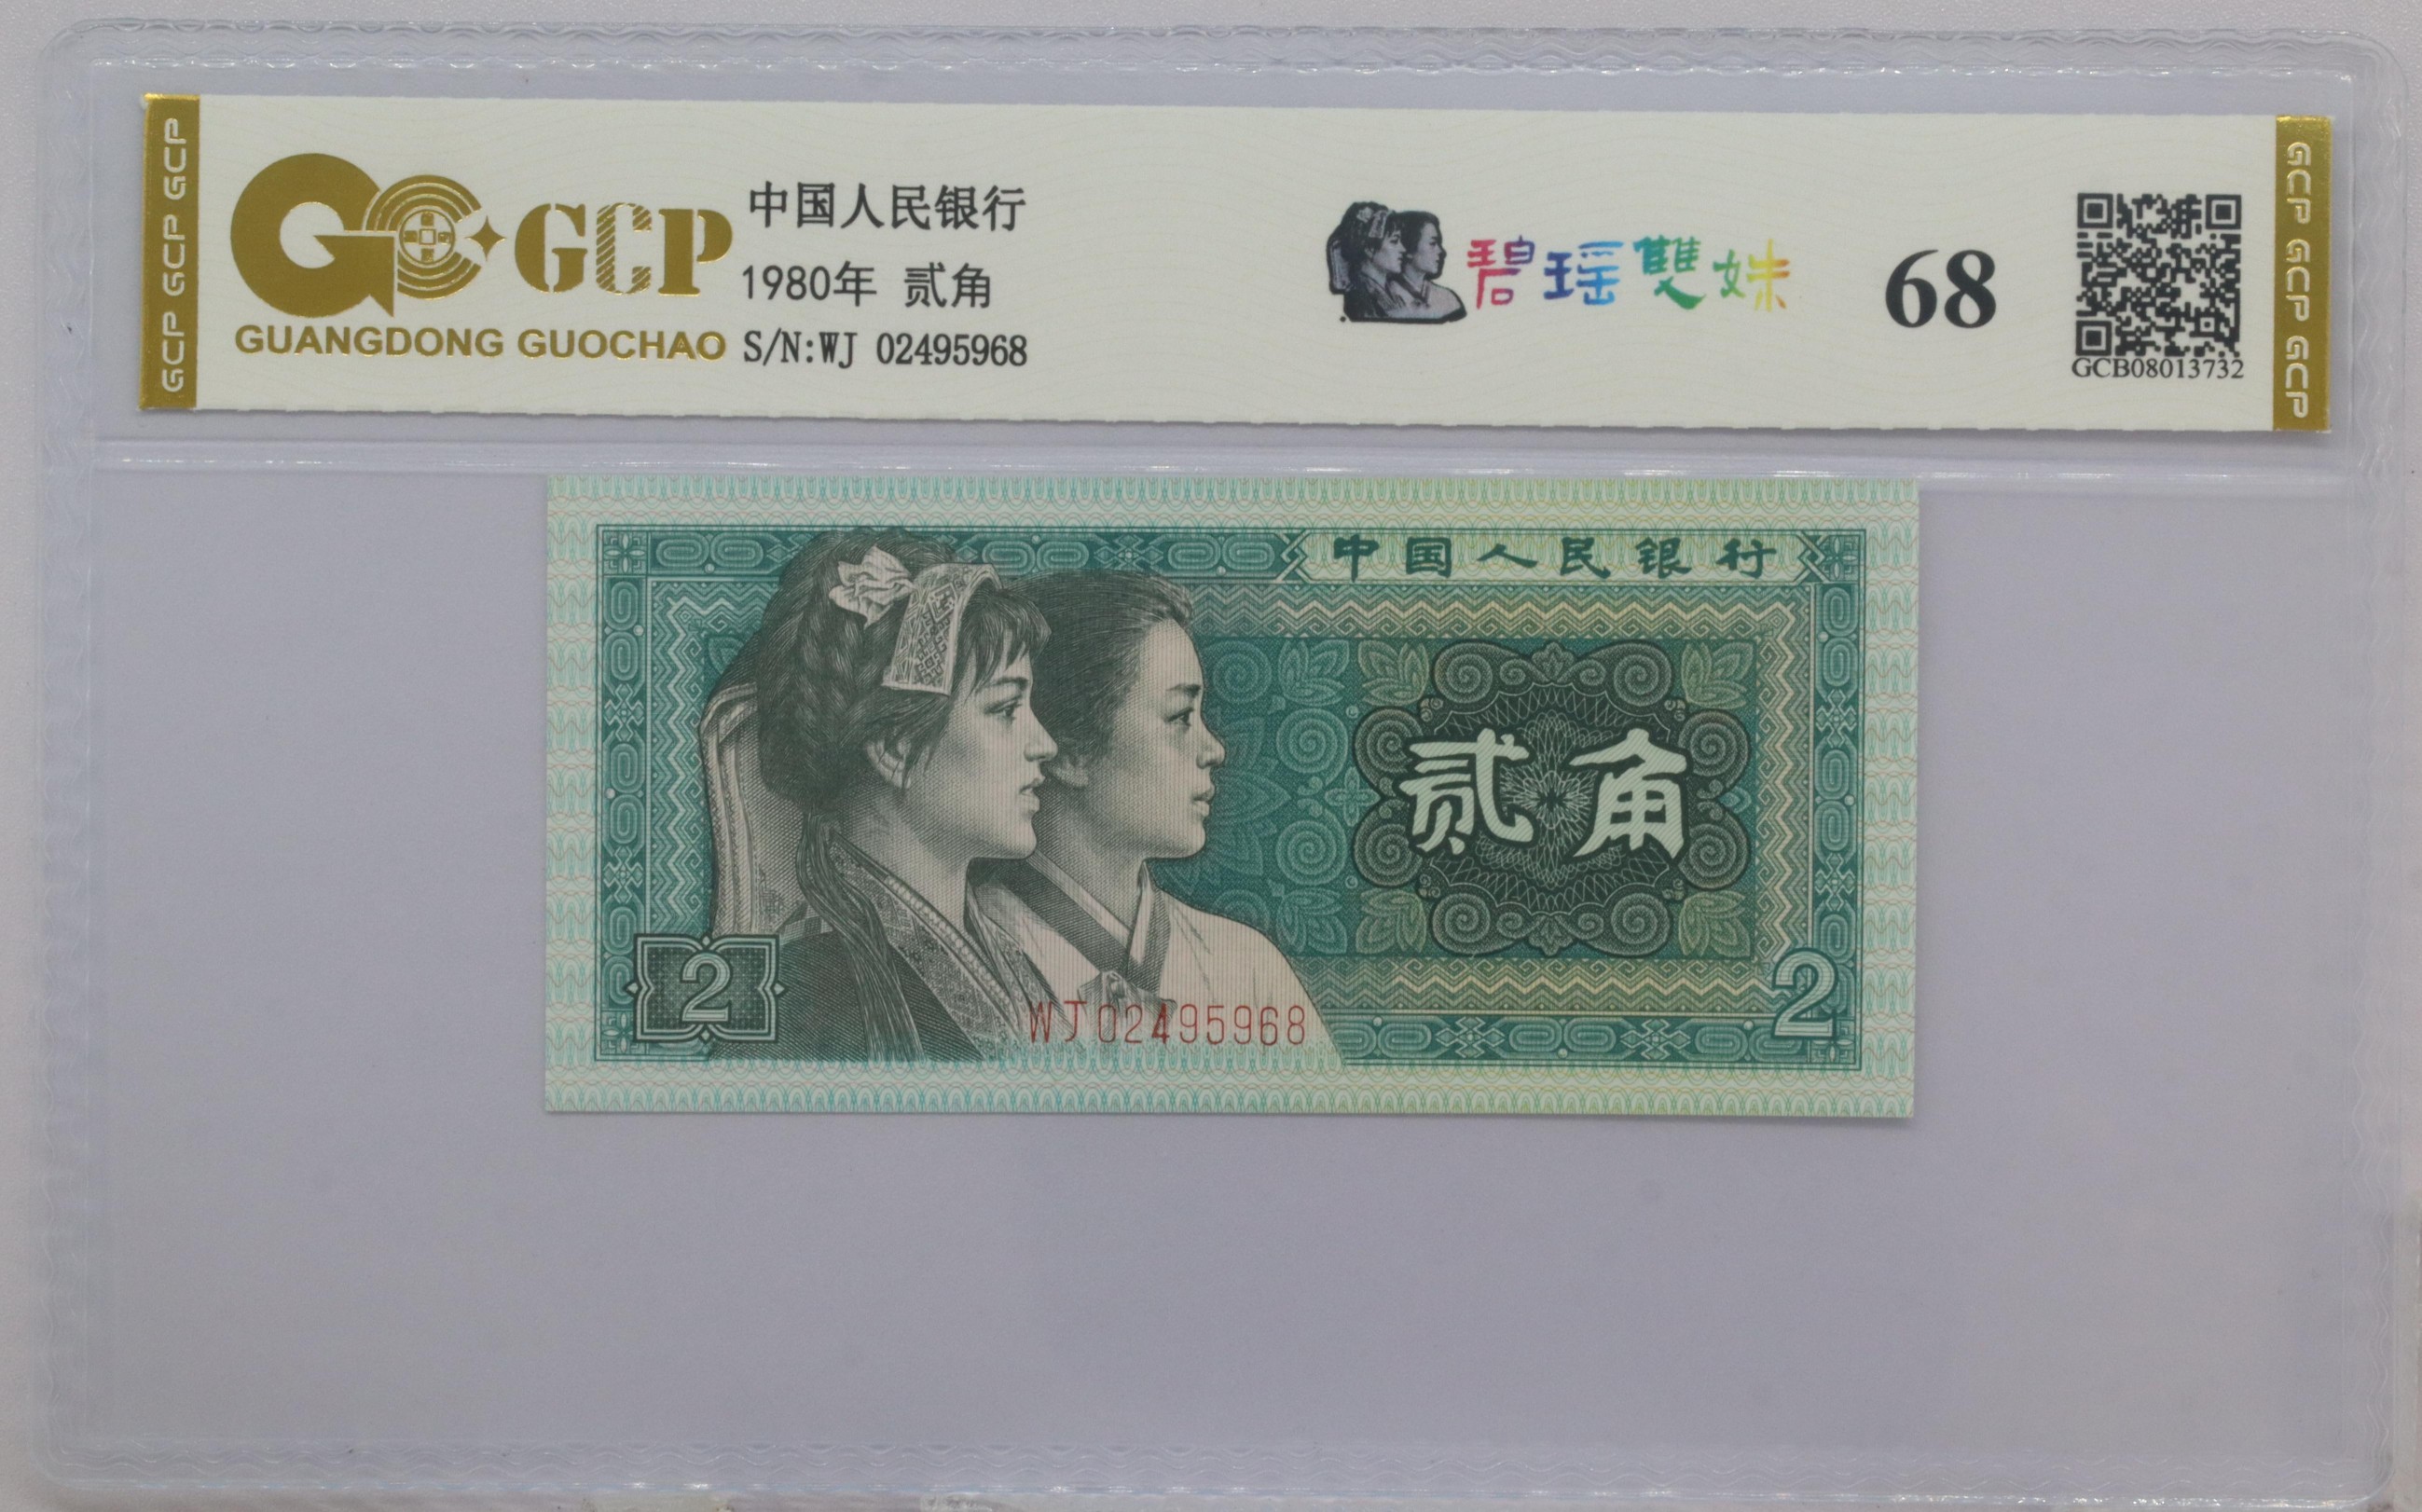 GCP GCP GCP
GCP
GUANGDONG GUOCHAO
中国人民银行
1980年 贰角
S/N:WJ 02495968
碧瑶雙姝
68
GCB08013732
GCP GCP GCP
中国人民银行
贰角
2
WJ02495968
2